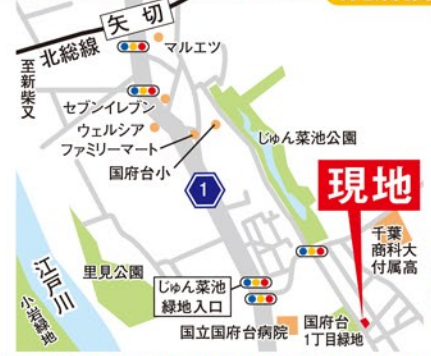 矢切
北総線
至新柴又
マルエツ
セブンイレブン
ウェルシア
ファミリーマート
国府台小
じゅん菜池公園
1
現地
千葉
商科大
付属高
江戸川
小岩緑地
里見公園
じゅん菜池
緑地入口
国立国府台病院
国府台
1丁目緑地